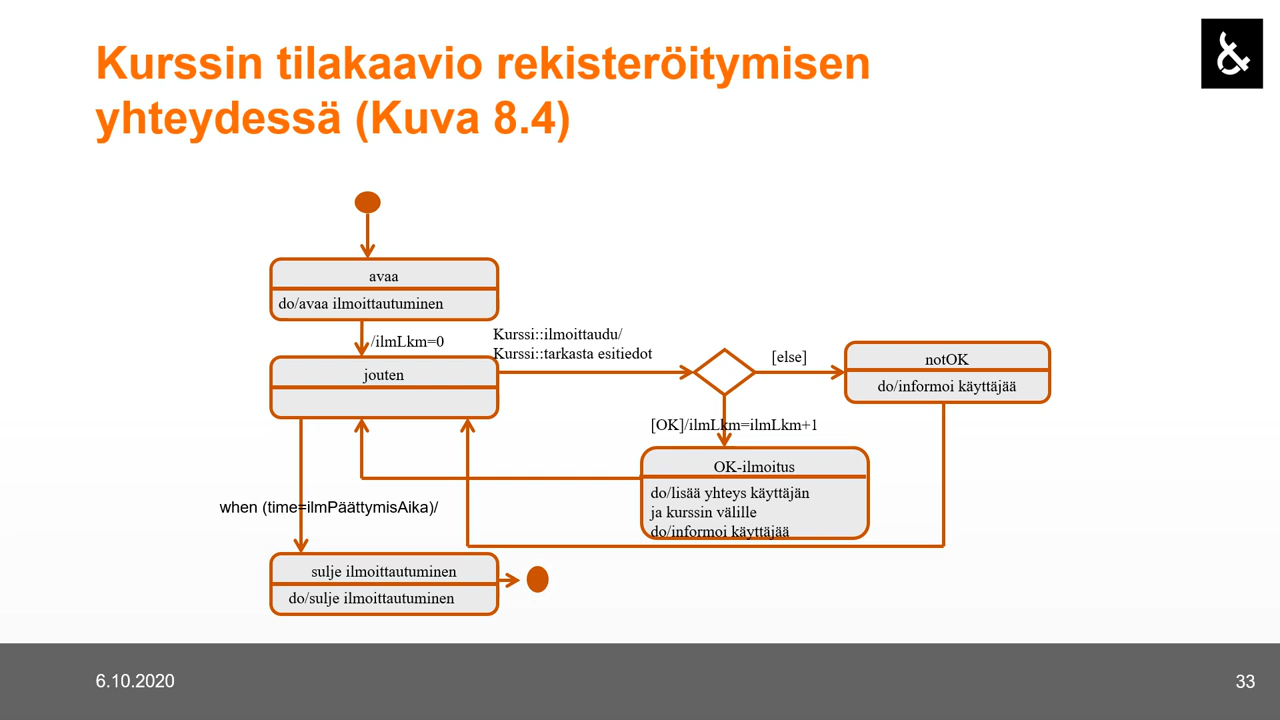 Kurssin tilakaavio rekisteröitymisen
yhteydessä (Kuva 8.4)
&
avaa
do/avaa ilmoittautuminen
/ilmLkm=0
Kurssi::ilmoittaudu/
Kurssi::tarkasta esitiedot
[else]
notOK
do/informoi käyttäjää
jouten
[OK]/ilmLkm=ilmLkm+1
OK-ilmoitus
do/lisää yhteys käyttäjän
ja kurssin välille
do/informoi käyttäjää
when (time=ilmPäättymisAika)/
sulje ilmoittautuminen
do/sulje ilmoittautuminen
6.10.2020
33